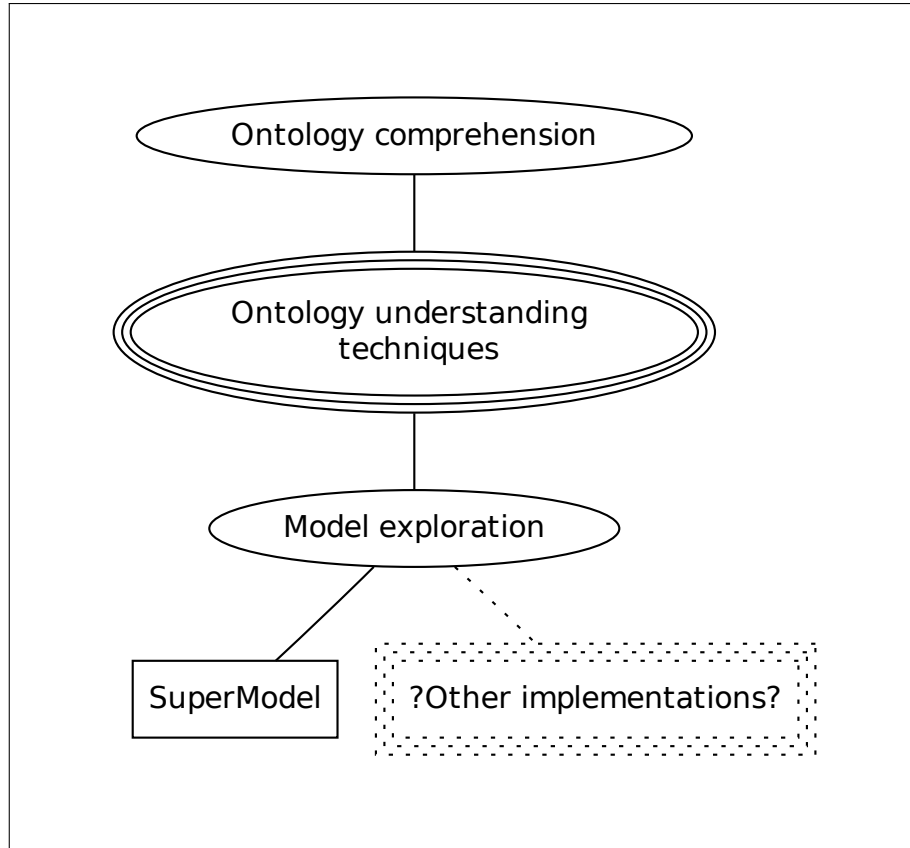 Ontology comprehension
Ontology understanding
techniques
Model exploration
SuperModel
?Other implementations?